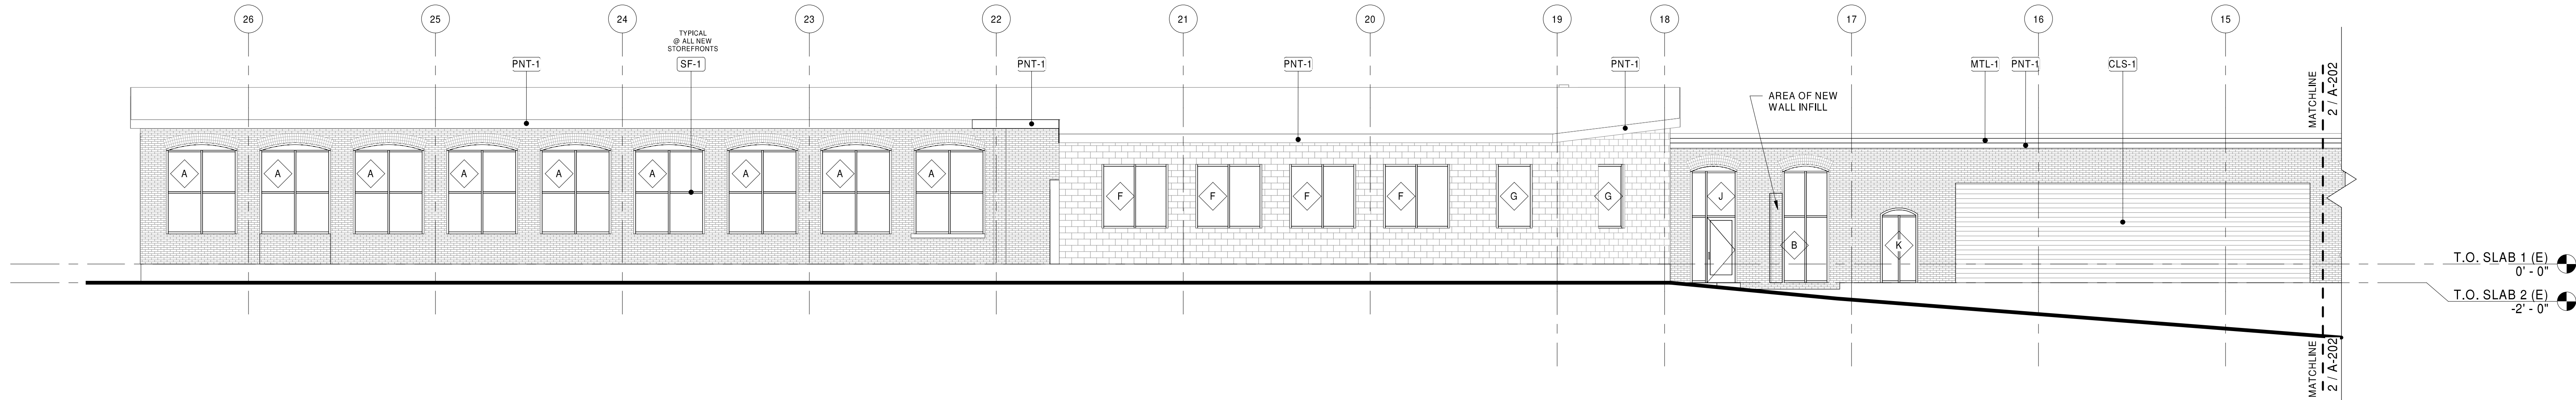 26
25
24
23
22
21
20
19
18
17
16
15
TYPICAL
@ ALL NEW
STOREFRONTS
PNT-1
SF-1
PNT-1
PNT-1
PNT-1
MTL-1
PNT-1
CLS-1
AREA OF NEW
WALL INFILL
MATCHLINE
2 / A-202
A
A
A
A
A
A
A
A
A
F
F
F
F
G
G
J
B
K
T.O. SLAB 1 (E)
0' - 0"
T.O. SLAB 2 (E)
-2' - 0"
MATCHLINE
2 / A-202